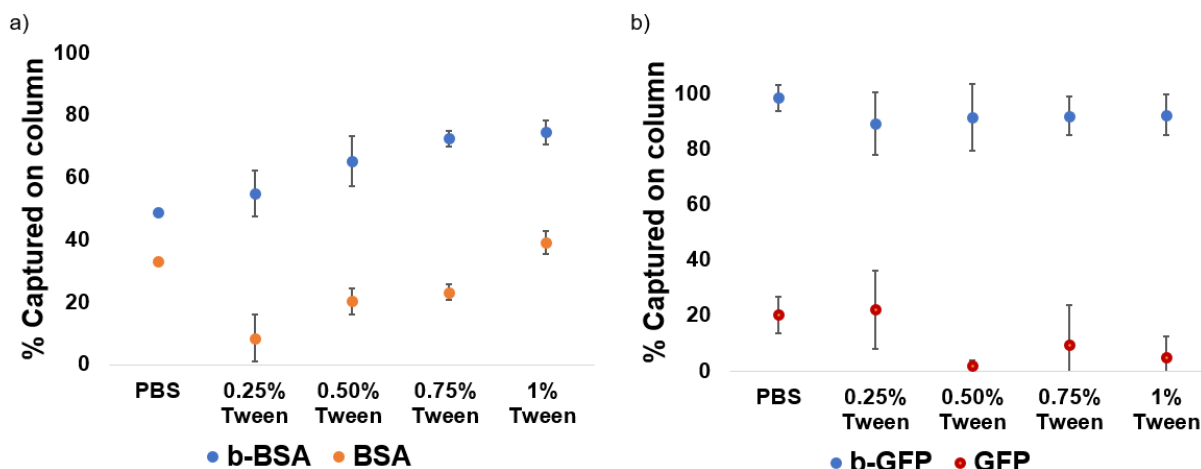 a)
% Captured on column
100
80
60
40
20
0
PBS
0.25%
Tween
0.50%
Tween
0.75%
Tween
1%
Tween
b-BSA
BSA
b)
% Captured on column
100
80
60
40
20
0
PBS
0.25%
Tween
0.50%
Tween
0.75%
Tween
1%
Tween
b-GFP
GFP